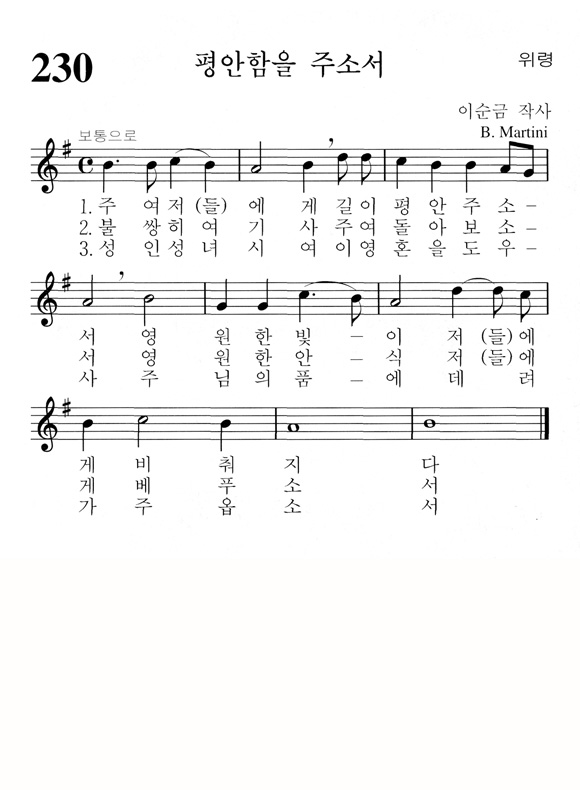 230 평안함을 주소서 위령
이순금 작사
보통으로 B. Martini
1. 주 여 저 (들) 에 게 길 이 평 안 주 소 –
2. 불 쌍 히 여 기 사 주 여 돌 아 보 소 –
3. 성 인 성 녀 시 여 이 영 혼 을 도 우 –
서 영 원 한 빛 – 이 저 (들) 에
서 영 원 한 안 – 식 저 (들) 에
사 주 님 의 품 – 에 데 려
게 비 춰 지 다
게 베 푸 소 서
가 주 옵 소 서